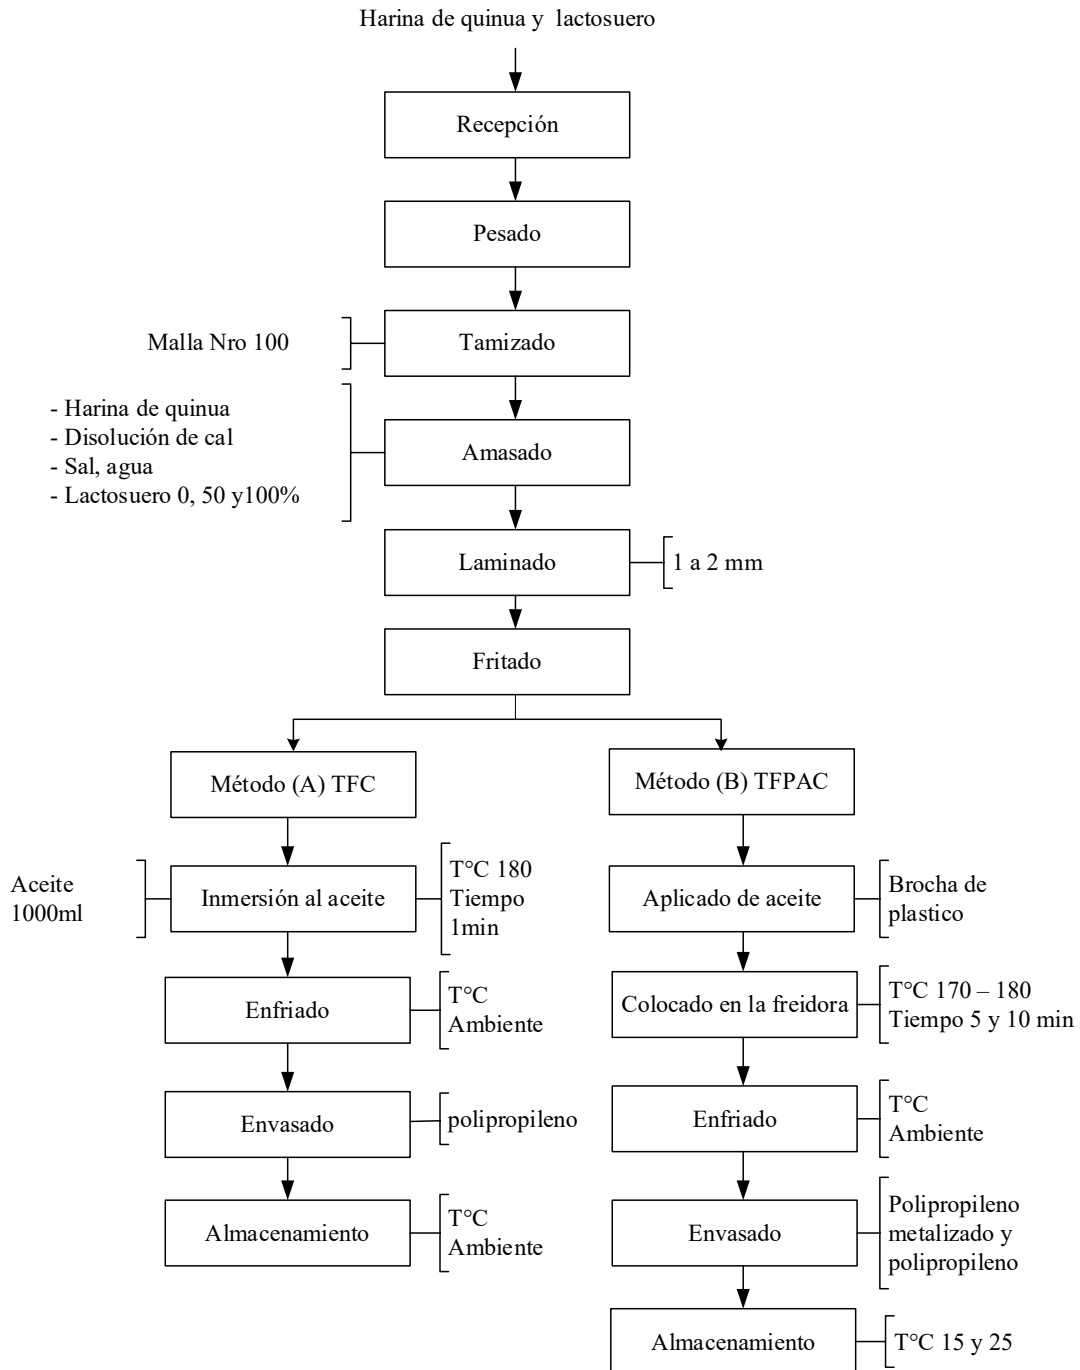 Harina de quinua y  lactosuero
Recepción
Pesado
Malla Nro 100
Tamizado
- Harina de quinua
- Disolución de cal
- Sal, agua
- Lactosuero 0, 50 y100%
Amasado
Laminado
1 a 2 mm
Fritado
Método (A) TFC
Aceite
1000ml
Inmersión al aceite
T°C 180
Tiempo
1min
Enfriado
T°C
Ambiente
Envasado
polipropileno
Almacenamiento
T°C
Ambiente
Método (B) TFPAC
Aplicado de aceite
Brocha de
plastico
Colocado en la freidora
T°C 170 – 180
Tiempo 5 y 10 min
Enfriado
T°C
Ambiente
Envasado
Polipropileno
metalizado y
polipropileno
Almacenamiento
T°C 15 y 25